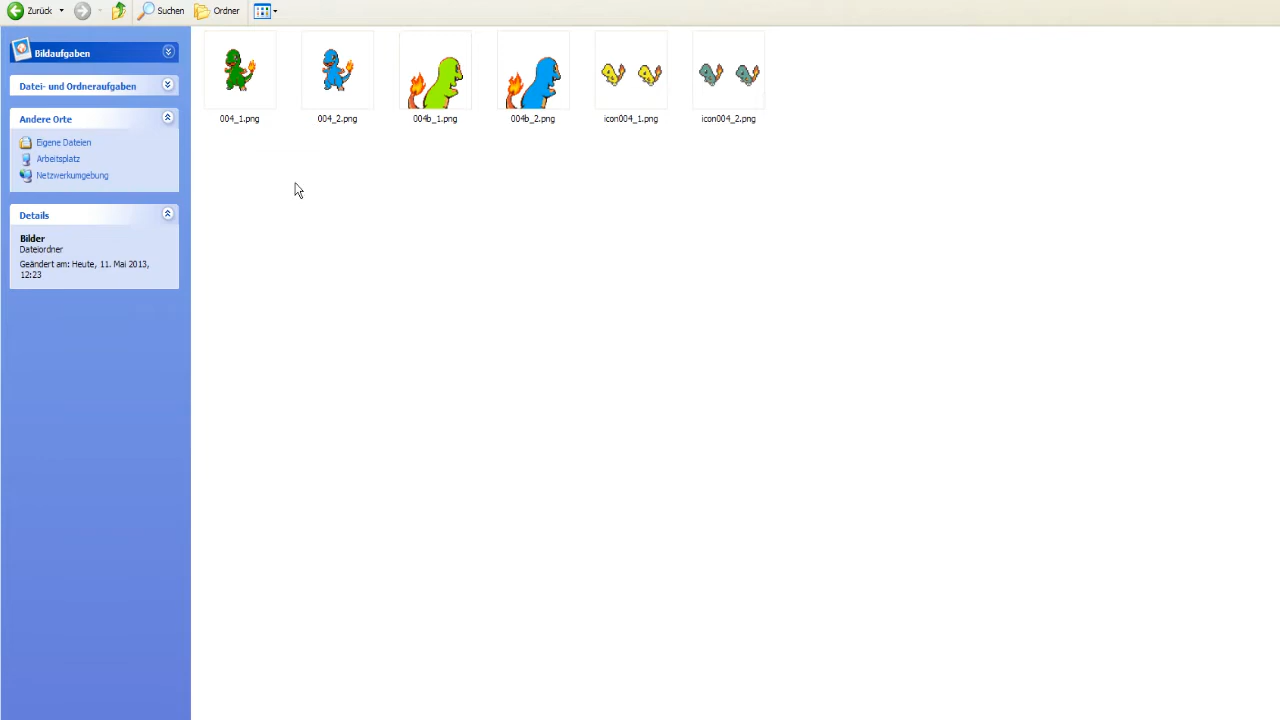 Zurück Suchen Ordner
Bildaufgaben
Datei- und Ordneraufgaben
Andere Orte
Eigene Dateien
Arbeitsplatz
Netzwerkumgebung
Details
Bilder
Dateiordner
Geändert am: Heute, 11. Mai 2013,
12:23
004_1.png 004_2.png 004b_1.png 004b_2.png icon004_1.png icon004_2.png